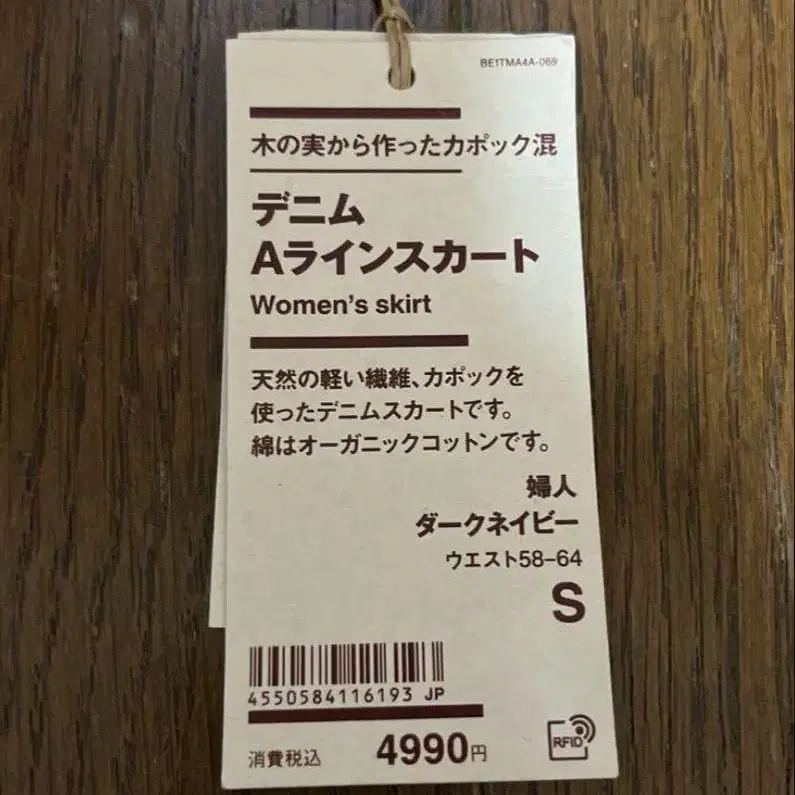 BE1TMA4A-069
木の実から作ったカポック混
デニム
Aラインスカート
Women's skirt
天然の軽い繊維、カポックを
使ったデニムスカートです。
綿はオーガニックコットンです。
婦人
ダークネイビー
ウエスト58-64
S
4550584116193 JP
消費税込 4990円
RFID